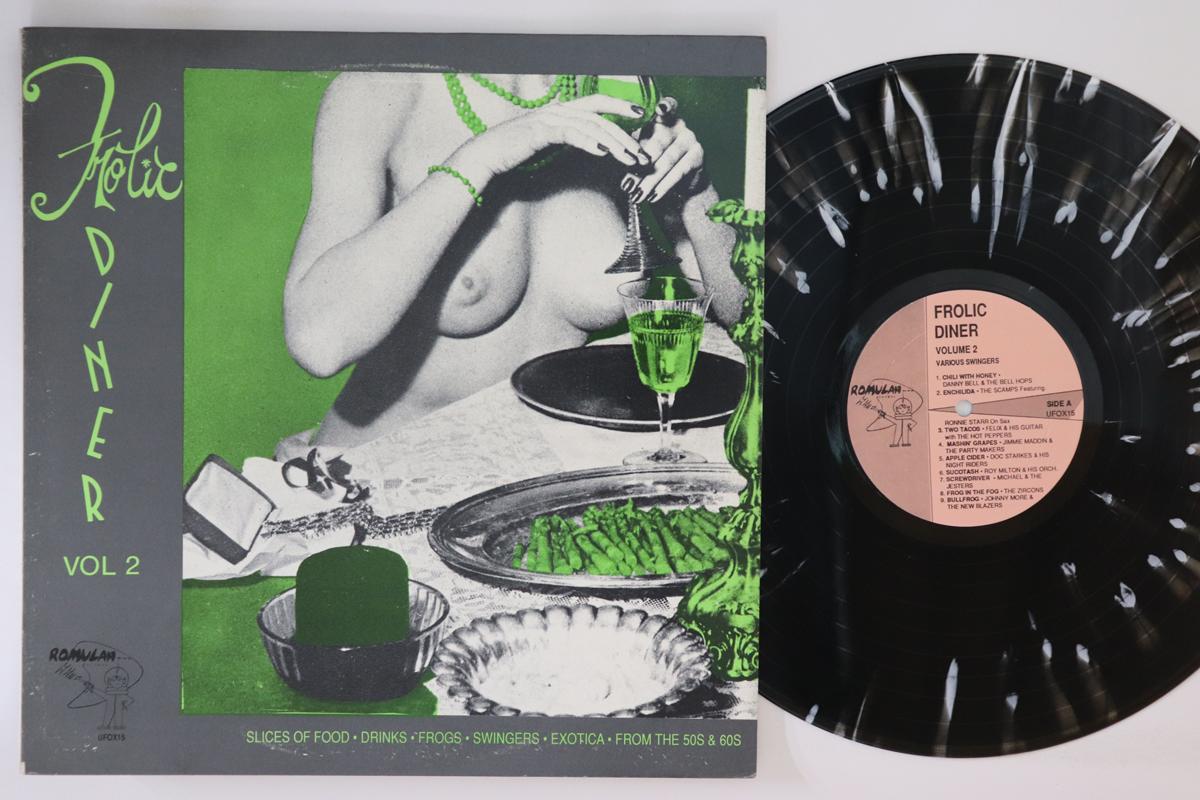 Frolic
DINER
VOL 2
ROMULAN
UFOX15
SLICES OF FOOD • DRINKS • FROGS • SWINGERS • EXOTICA • FROM THE 50S & 60S
FROLIC
DINER
VOLUME 2
VARIOUS SWINGERS
1. CHILI WITH HONEY •
DANNY BELL & THE BELL HOPS
2. ENCHILIDA • THE SCAMPS Featuring
ROMULAN
SIDE A
UFOX15
RONNIE STARR On Sax
3. TWO TACOS • FELIX & HIS GUITAR
with THE HOT PEPPERS
4. MASHIN' GRAPES • JIMMIE MADDIN &
THE PARTY MAKERS
5. APPLE CIDER • DOC STARKES & HIS
NIGHT RIDERS
6. SUCOTASH • ROY MILTON & HIS ORCH.
7. SCREWDRIVER • MICHAEL & THE
JESTERS
8. FROG IN THE FOG • THE ZIRCONS
9. BULLFROG • JOHNNY MORE &
THE NEW BLAZERS